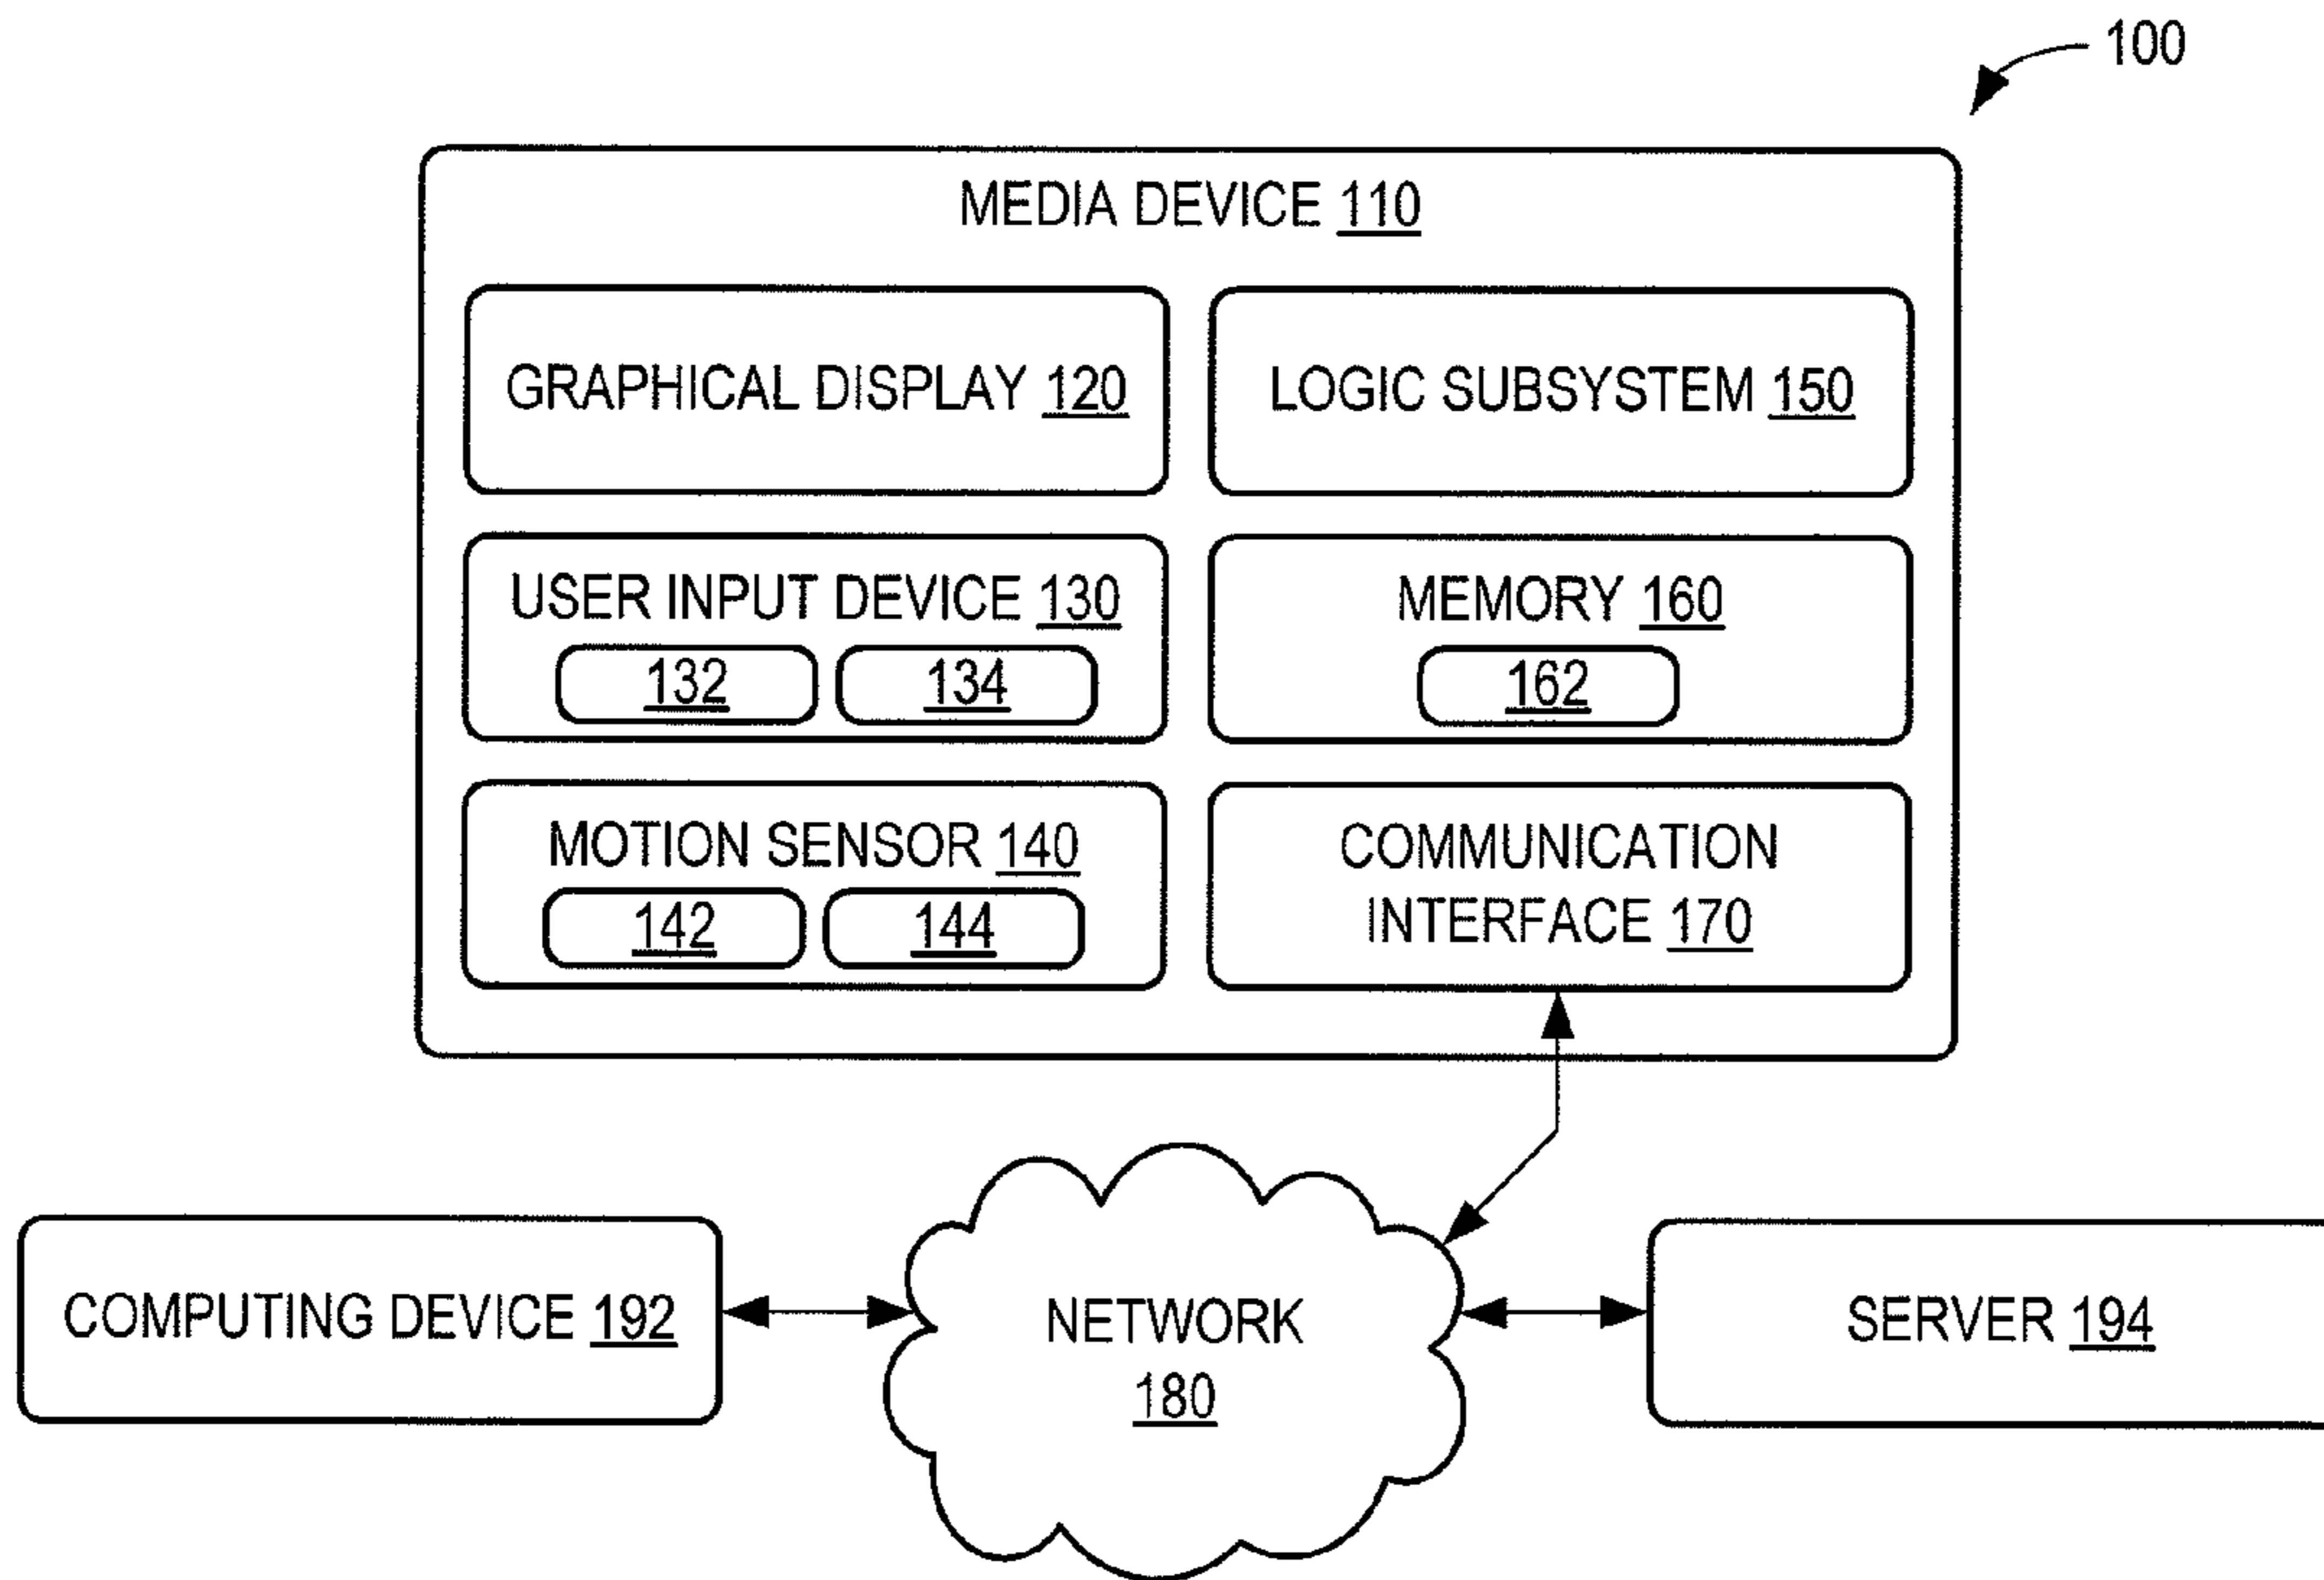 100
MEDIA DEVICE 110
GRAPHICAL DISPLAY 120
LOGIC SUBSYSTEM 150
USER INPUT DEVICE 130
132
134
MEMORY 160
162
MOTION SENSOR 140
142
144
COMMUNICATION
INTERFACE 170
COMPUTING DEVICE 192
NETWORK
180
SERVER 194